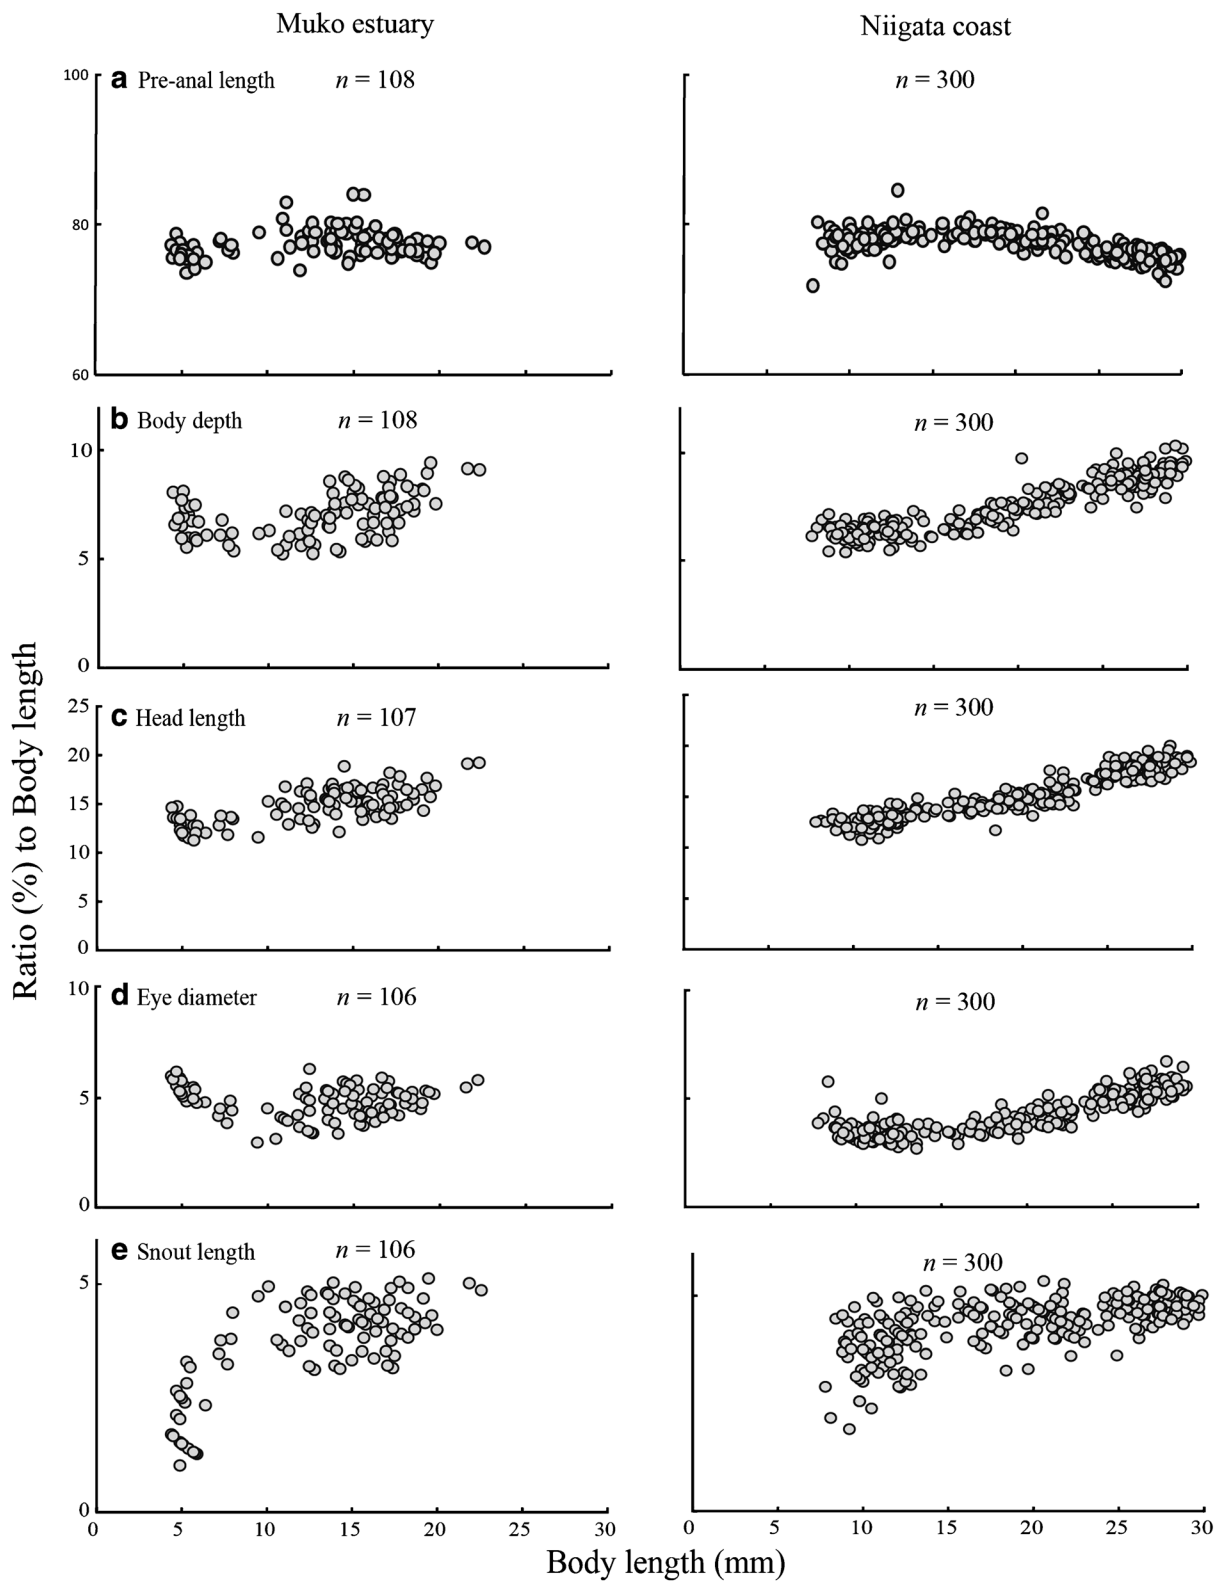 Muko estuary Niigata coast
100 a Pre-anal length n = 108 n = 300
80
60
b Body depth n = 108 n = 300
10
5
0
25 c Head length n = 107 n = 300
20
15
10
5
0
10 d Eye diameter n = 106 n = 300
5
0
e Snout length n = 106 n = 300
5
0
Ratio (%) to Body length
0 5 10 15 20 25 30 0 5 10 15 20 25 30
Body length (mm)